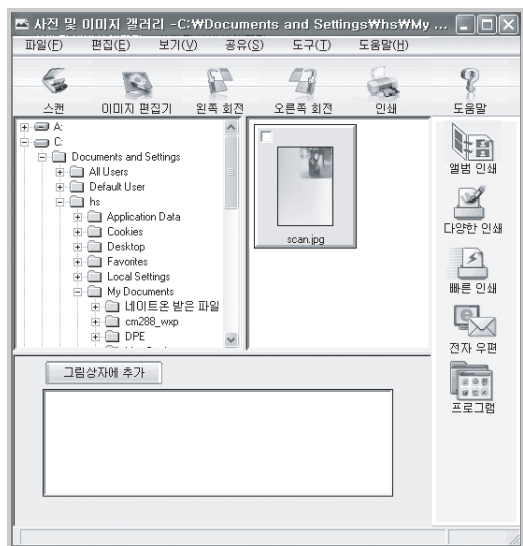 사진 및 이미지 갤러리 -C:₩Documents and Settings₩hs₩My ...
파일(F) 편집(E) 보기(V) 공유(S) 도구(T) 도움말(H)
스캔 이미지 편집기 왼쪽 회전 오른쪽 회전 인쇄 도움말
A:
C:
Documents and Settings
All Users
Default User
hs
Application Data
Cookies
Desktop
Favorites
Local Settings
My Documents
네이트온 받은 파일
cm288_wxp
DPE
scan.jpg
앨범 인쇄
다양한 인쇄
빠른 인쇄
전자 우편
프로그램
그림상자에 추가